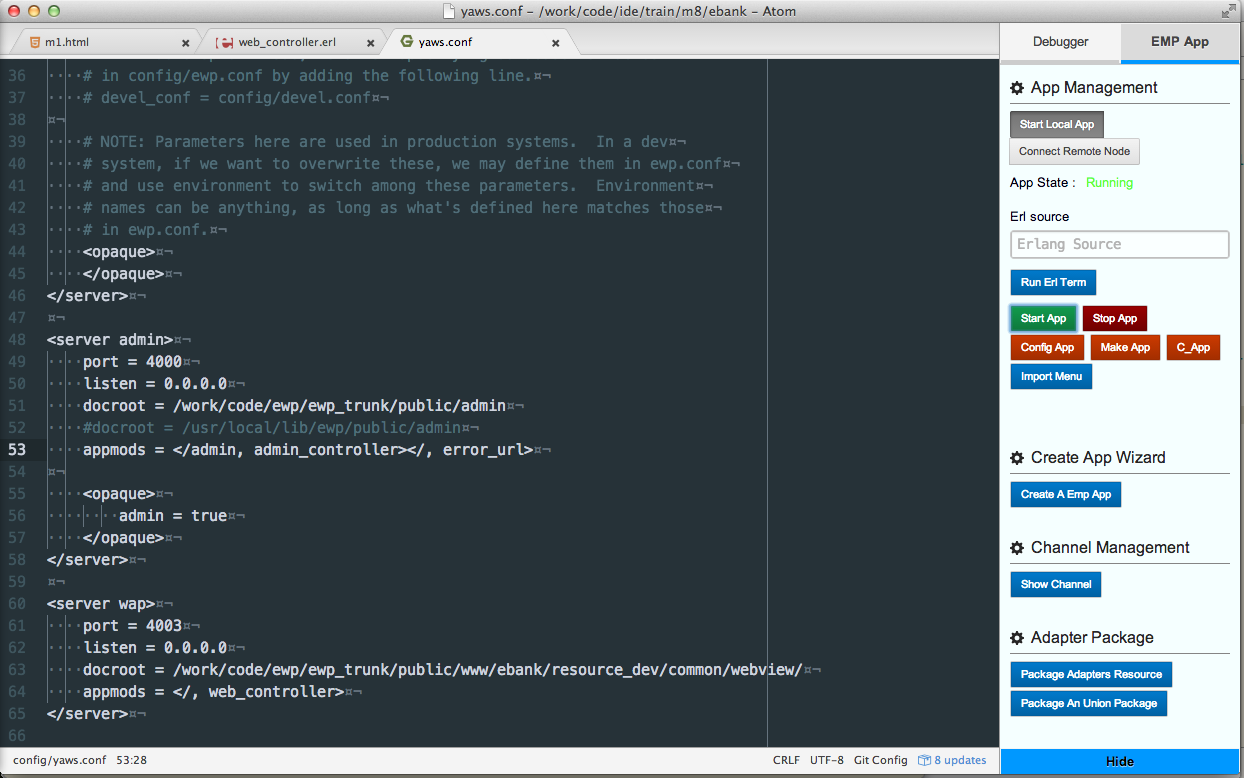 yaws.conf - /work/code/ide/train/m8/ebank - Atom
m1.html
web_controller.erl
yaws.conf
Debugger
EMP App
36 # in config/ewp.conf by adding the following line.
37 # devel_conf = config/devel.conf
38
39 # NOTE: Parameters here are used in production systems.  In a dev
40 # system, if we want to overwrite these, we may define them in ewp.conf
41 # and use environment to switch among these parameters.  Environment
42 # names can be anything, as long as what's defined here matches those
43 # in ewp.conf.
44 <opaque>
45 </opaque>
46 </server>
47
48 <server admin>
49 port = 4000
50 listen = 0.0.0.0
51 docroot = /work/code/ewp/ewp_trunk/public/admin
52 #docroot = /usr/local/lib/ewp/public/admin
53 appmods = </admin, admin_controller></, error_url>
54
55 <opaque>
56 admin = true
57 </opaque>
58 </server>
59
60 <server wap>
61 port = 4003
62 listen = 0.0.0.0
63 docroot = /work/code/ewp/ewp_trunk/public/www/ebank/resource_dev/common/webview/
64 appmods = </, web_controller>
65 </server>
66
App Management
Start Local App
Connect Remote Node
App State : Running
Erl source
Erlang Source
Run Erl Term
Start App Stop App
Config App Make App C_App
Import Menu
Create App Wizard
Create A Emp App
Channel Management
Show Channel
Adapter Package
Package Adapters Resource
Package An Union Package
Hide
config/yaws.conf 53:28 CRLF UTF-8 Git Config 8 updates